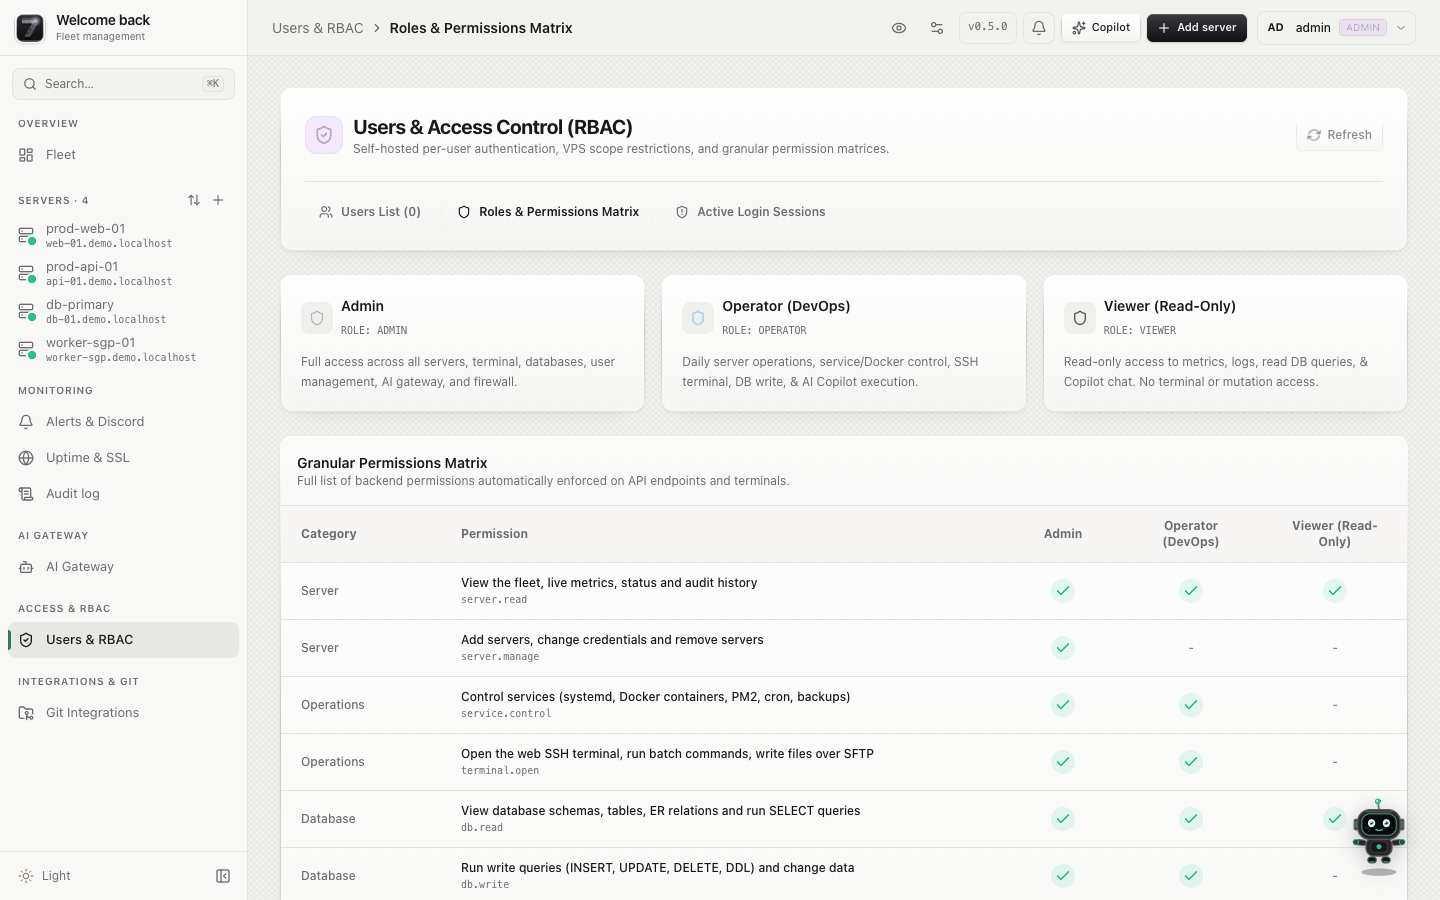 Welcome back
Fleet management
Search...
⌘K
OVERVIEW
Fleet
SERVERS · 4
prod-web-01
web-01.demo.localhost
prod-api-01
api-01.demo.localhost
db-primary
db-01.demo.localhost
worker-sgp-01
worker-sgp.demo.localhost
MONITORING
Alerts & Discord
Uptime & SSL
Audit log
AI GATEWAY
AI Gateway
ACCESS & RBAC
Users & RBAC
INTEGRATIONS & GIT
Git Integrations
Light
Users & RBAC > Roles & Permissions Matrix
v0.5.0
Copilot
Add server
AD admin ADMIN
Users & Access Control (RBAC)
Self-hosted per-user authentication, VPS scope restrictions, and granular permission matrices.
Refresh
Users List (0)
Roles & Permissions Matrix
Active Login Sessions
Admin
ROLE: ADMIN
Full access across all servers, terminal, databases, user
management, AI gateway, and firewall.
Operator (DevOps)
ROLE: OPERATOR
Daily server operations, service/Docker control, SSH
terminal, DB write, & AI Copilot execution.
Viewer (Read-Only)
ROLE: VIEWER
Read-only access to metrics, logs, read DB queries, &
Copilot chat. No terminal or mutation access.
Granular Permissions Matrix
Full list of backend permissions automatically enforced on API endpoints and terminals.
Category Permission Admin Operator (DevOps) Viewer (Read-Only)
Server View the fleet, live metrics, status and audit history
server.read
Server Add servers, change credentials and remove servers - -
server.manage
Operations Control services (systemd, Docker containers, PM2, cron, backups) -
service.control
Operations Open the web SSH terminal, run batch commands, write files over SFTP -
terminal.open
Database View database schemas, tables, ER relations and run SELECT queries
db.read
Database Run write queries (INSERT, UPDATE, DELETE, DDL) and change data -
db.write